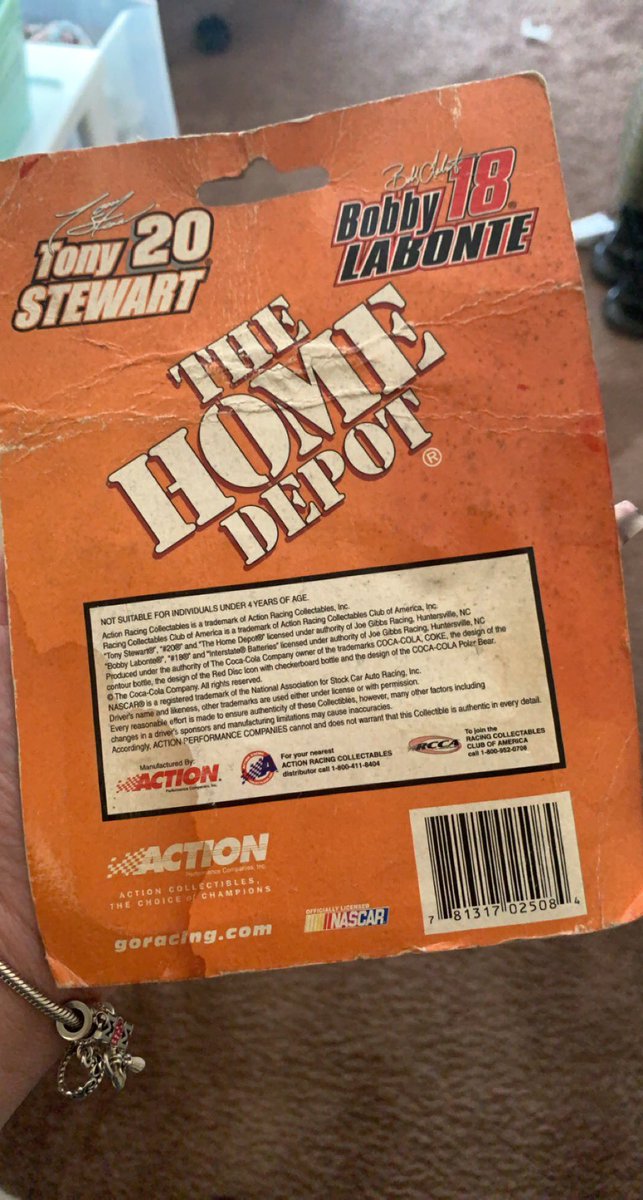 Tony 20
STEWART
Bobby 18
LABONTE
THE
HOME
DEPOT®
NOT SUITABLE FOR INDIVIDUALS UNDER 4 YEARS OF AGE.
Action Racing Collectables is a trademark of Action Racing Collectables, Inc.
Racing Collectables Club of America is a trademark of Action Racing Collectables Club of America, Inc.
"Tony Stewart®", "#20®" and "The Home Depot®" licensed under authority of Joe Gibbs Racing, Huntersville, NC
"Bobby Labonte®", "#18®" and "Interstate® Batteries" licensed under authority of Joe Gibbs Racing, Huntersville, NC
Produced under the authority of The Coca-Cola Company owner of the trademarks COCA-COLA, COKE, the design of the
contour bottle, the design of the Red Disc Icon with checkerboard bottle and the design of the COCA-COLA Polar Bear.
© The Coca-Cola Company. All rights reserved.
NASCAR® is a registered trademark of the National Association for Stock Car Auto Racing, Inc.
Driver's name and likeness, other trademarks are used either under license or with permission.
Every reasonable effort is made to ensure authenticity of these Collectibles, however, many other factors including
changes in a driver's sponsors and manufacturing limitations may cause inaccuracies.
Accordingly, ACTION PERFORMANCE COMPANIES cannot and does not warrant that this Collectible is authentic in every detail.
Manufactured By:
ACTION
Performance Companies, Inc.
For your nearest
ACTION RACING COLLECTABLES
distributor call 1-800-411-8404
RCCA
To join the
RACING COLLECTABLES
CLUB OF AMERICA
call 1-800-952-0708
ACTION
Performance Companies, Inc.
ACTION COLLECTIBLES,
THE CHOICE of CHAMPIONS
goracing.com
OFFICIALLY LICENSED
NASCAR
7 81317 02508 4